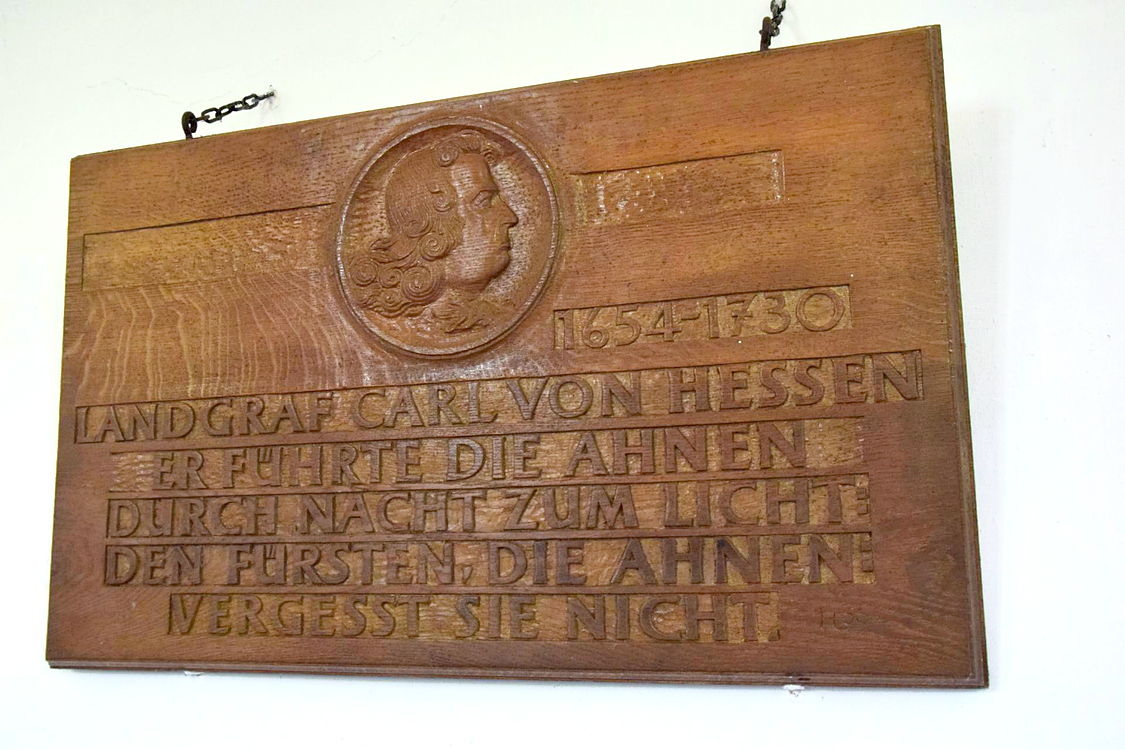 1654-1730
LANDGRAF CARL VON HESSEN
ER FÜHRTE DIE AHNEN
DURCH NACHT ZUM LICHT:
DEN FÜRSTEN, DIE AHNEN:
VERGESST SIE NICHT.